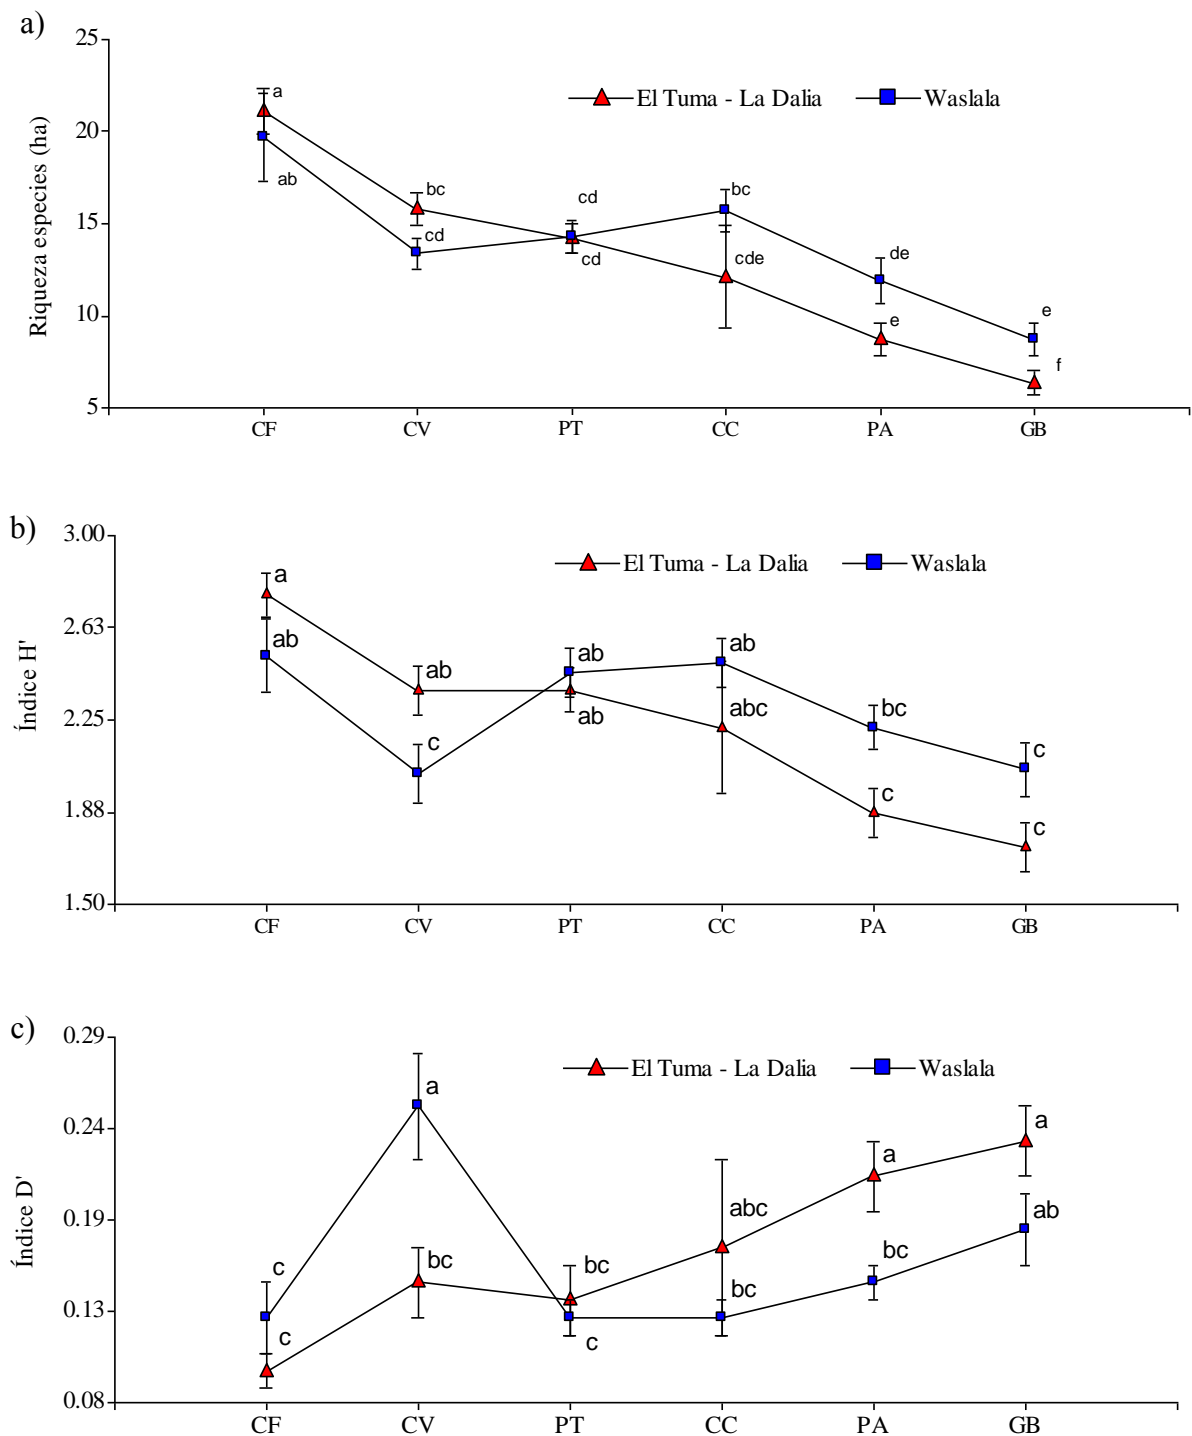 a)
25
20
15
10
5
Riqueza especies (ha)
El Tuma - La Dalia
Waslala
a
ab
bc
cd
cd
cd
bc
cde
de
e
e
f
CF CV PT CC PA GB
b)
3.00
2.63
2.25
1.88
1.50
Índice H'
El Tuma - La Dalia
Waslala
a
ab
ab
c
ab
ab
ab
abc
bc
c
c
c
CF CV PT CC PA GB
c)
0.29
0.24
0.19
0.13
0.08
Índice D'
El Tuma - La Dalia
Waslala
c
c
a
bc
bc
c
abc
bc
a
bc
a
ab
CF CV PT CC PA GB